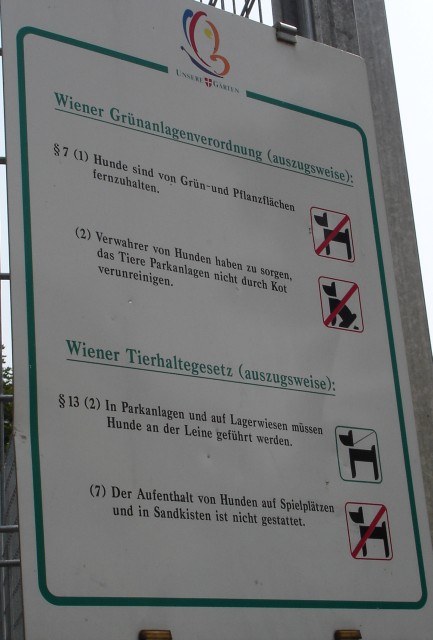 UNSERE GÄRTEN
Wiener Grünanlagenverordnung (auszugsweise):
§ 7 (1) Hunde sind von Grün-und Pflanzflächen
fernzuhalten.
(2) Verwahrer von Hunden haben zu sorgen,
das Tiere Parkanlagen nicht durch Kot
verunreinigen.
Wiener Tierhaltegesetz (auszugsweise):
§ 13 (2) In Parkanlagen und auf Lagerwiesen müssen
Hunde an der Leine geführt werden.
(7) Der Aufenthalt von Hunden auf Spielplätzen
und in Sandkisten ist nicht gestattet.